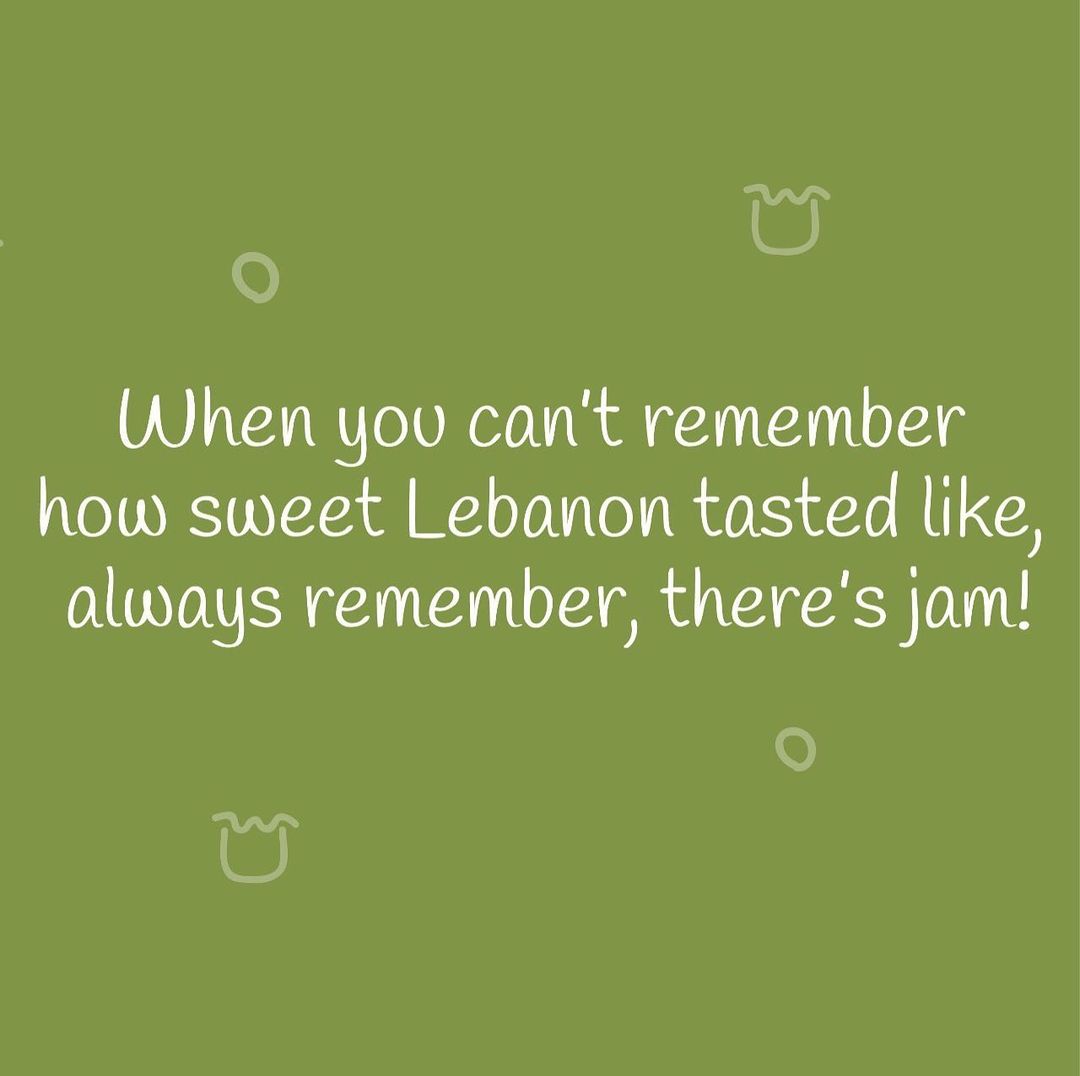 When you can't remember
how sweet Lebanon tasted like,
always remember, there's jam!